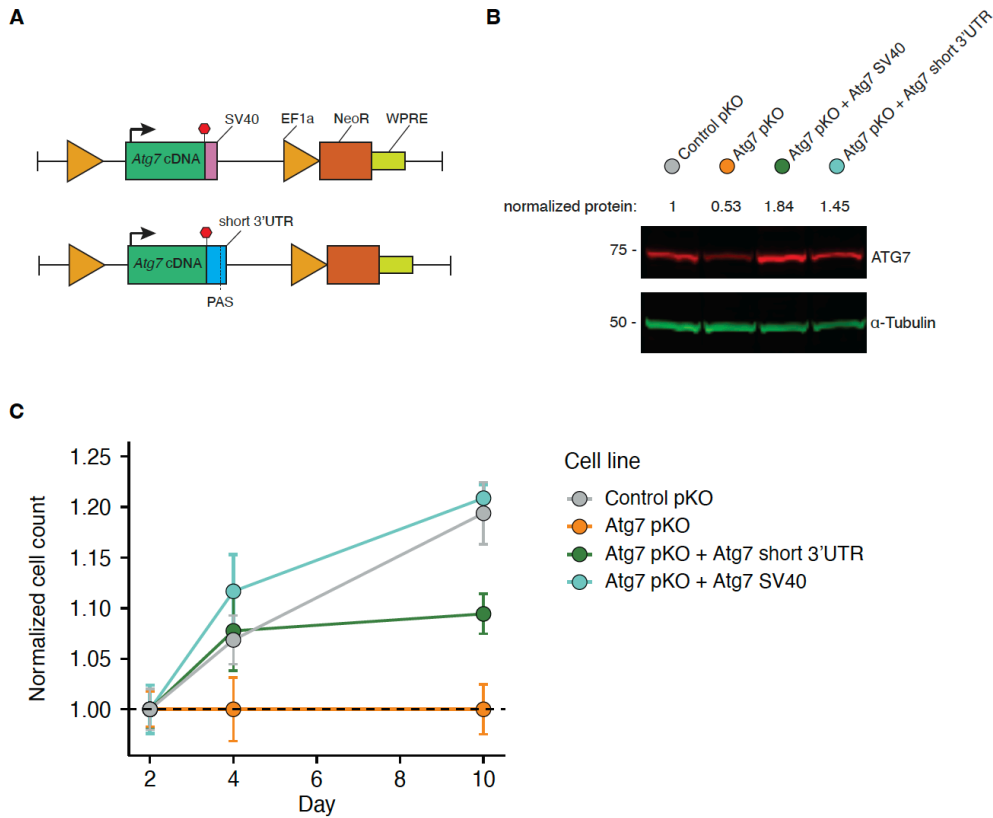 A
SV40
EF1a
NeoR
WPRE
Atg7 cDNA
short 3'UTR
Atg7 cDNA
PAS
B
Control pKO
Atg7 pKO
Atg7 pKO + Atg7 SV40
Atg7 pKO + Atg7 short 3'UTR
normalized protein: 1 0.53 1.84 1.45
75 - ATG7
50 - α-Tubulin
C
Normalized cell count
1.25
1.20
1.15
1.10
1.05
1.00
2 4 6 8 10
Day
Cell line
Control pKO
Atg7 pKO
Atg7 pKO + Atg7 short 3'UTR
Atg7 pKO + Atg7 SV40